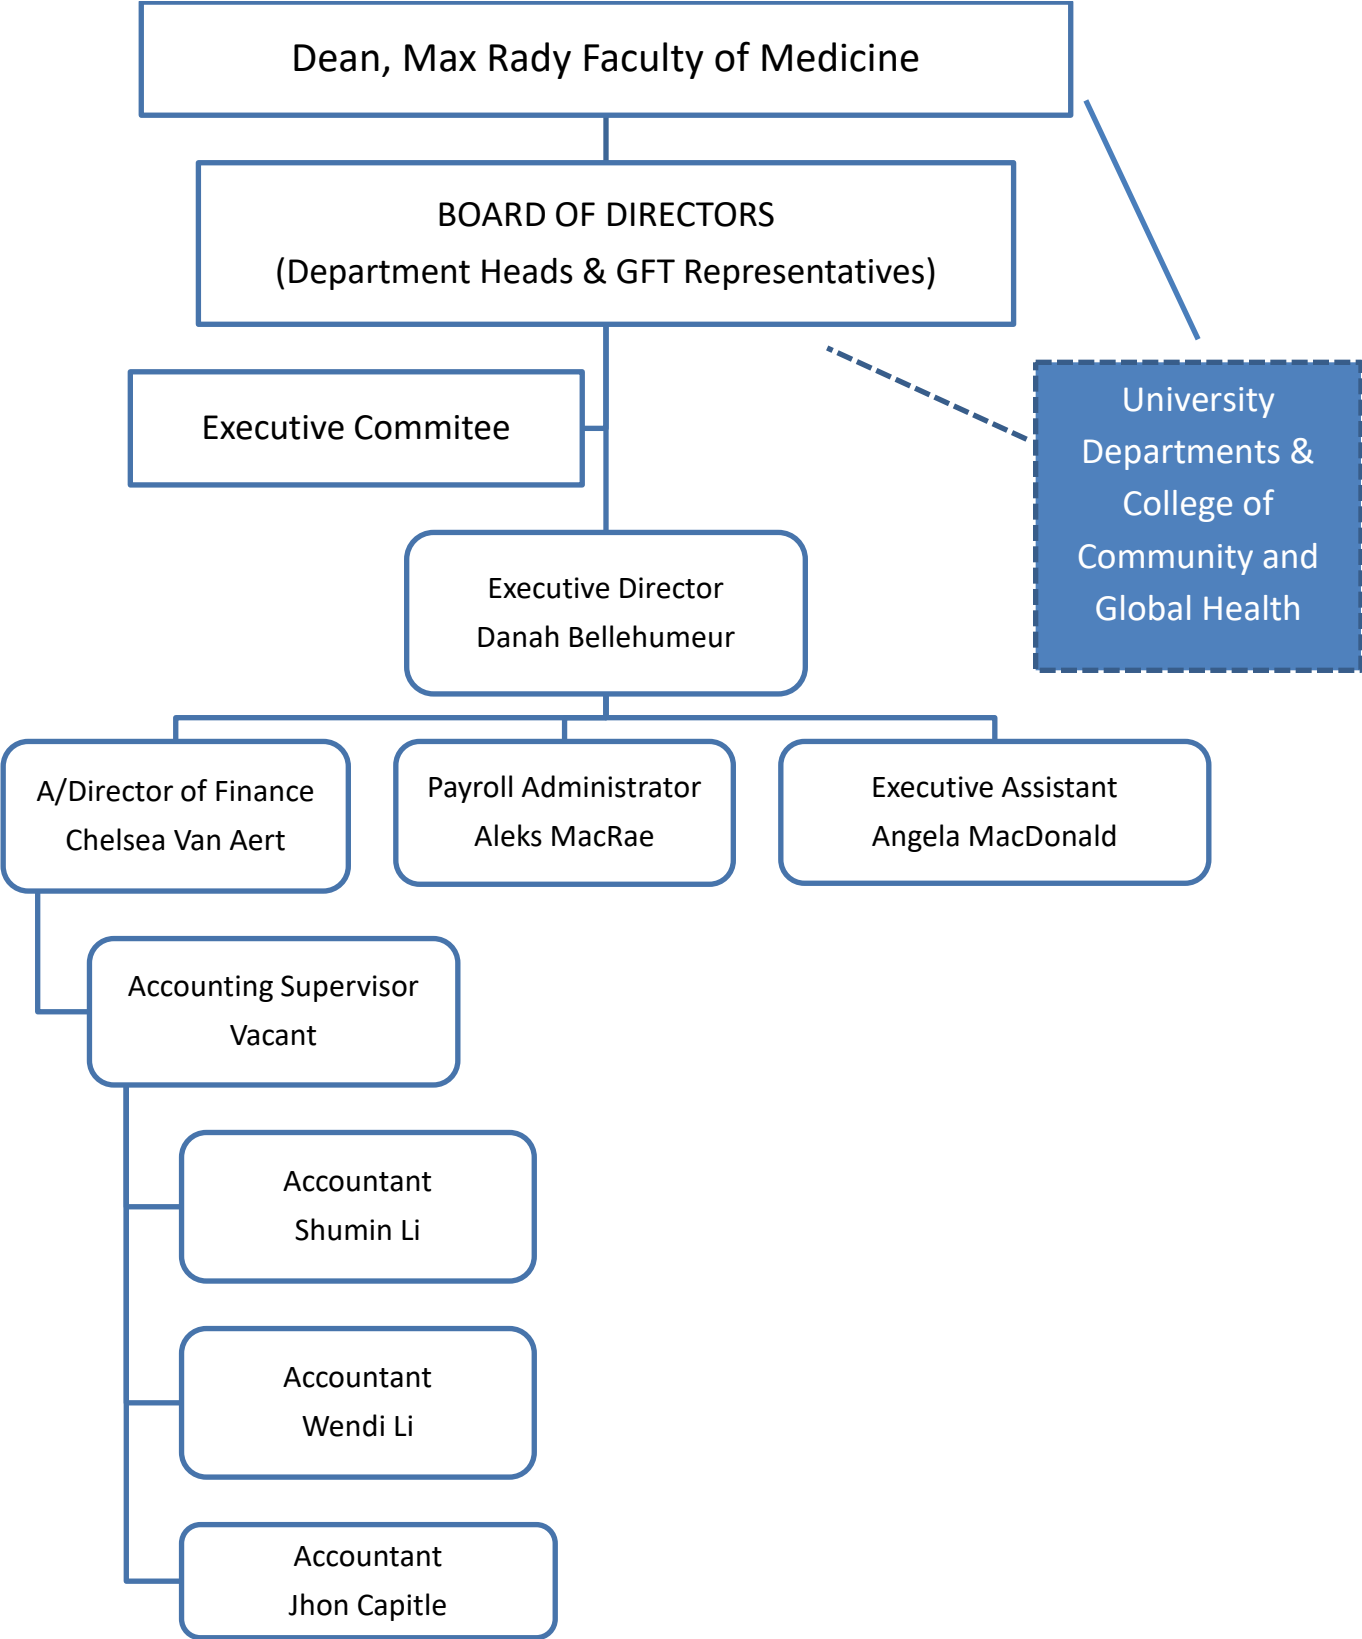 Dean, Max Rady Faculty of Medicine
BOARD OF DIRECTORS
(Department Heads & GFT Representatives)
Executive Commitee
University
Departments &
College of
Community and
Global Health
Executive Director
Danah Bellehumeur
A/Director of Finance
Chelsea Van Aert
Payroll Administrator
Aleks MacRae
Executive Assistant
Angela MacDonald
Accounting Supervisor
Vacant
Accountant
Shumin Li
Accountant
Wendi Li
Accountant
Jhon Capitle